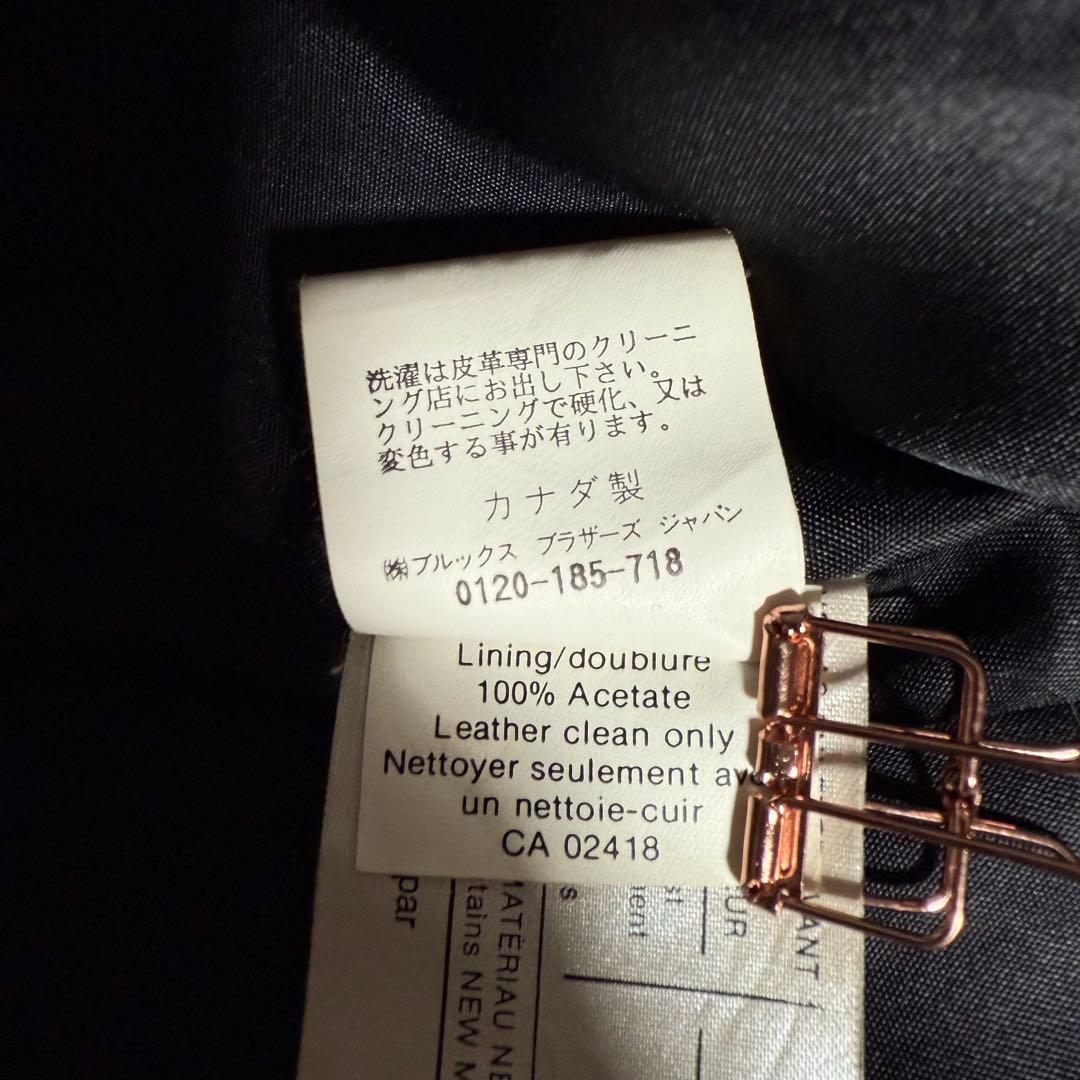 洗濯は皮革専門のクリーニ
ング店にお出し下さい。
クリーニングで硬化、又は
変色する事が有ります。
カナダ製
㈱ブルックス ブラザーズ ジャパン
0120-185-718
Lining/doublure
100% Acetate
Leather clean only
Nettoyer seulement
un nettoie-cuir
CA 02418
par
NEW